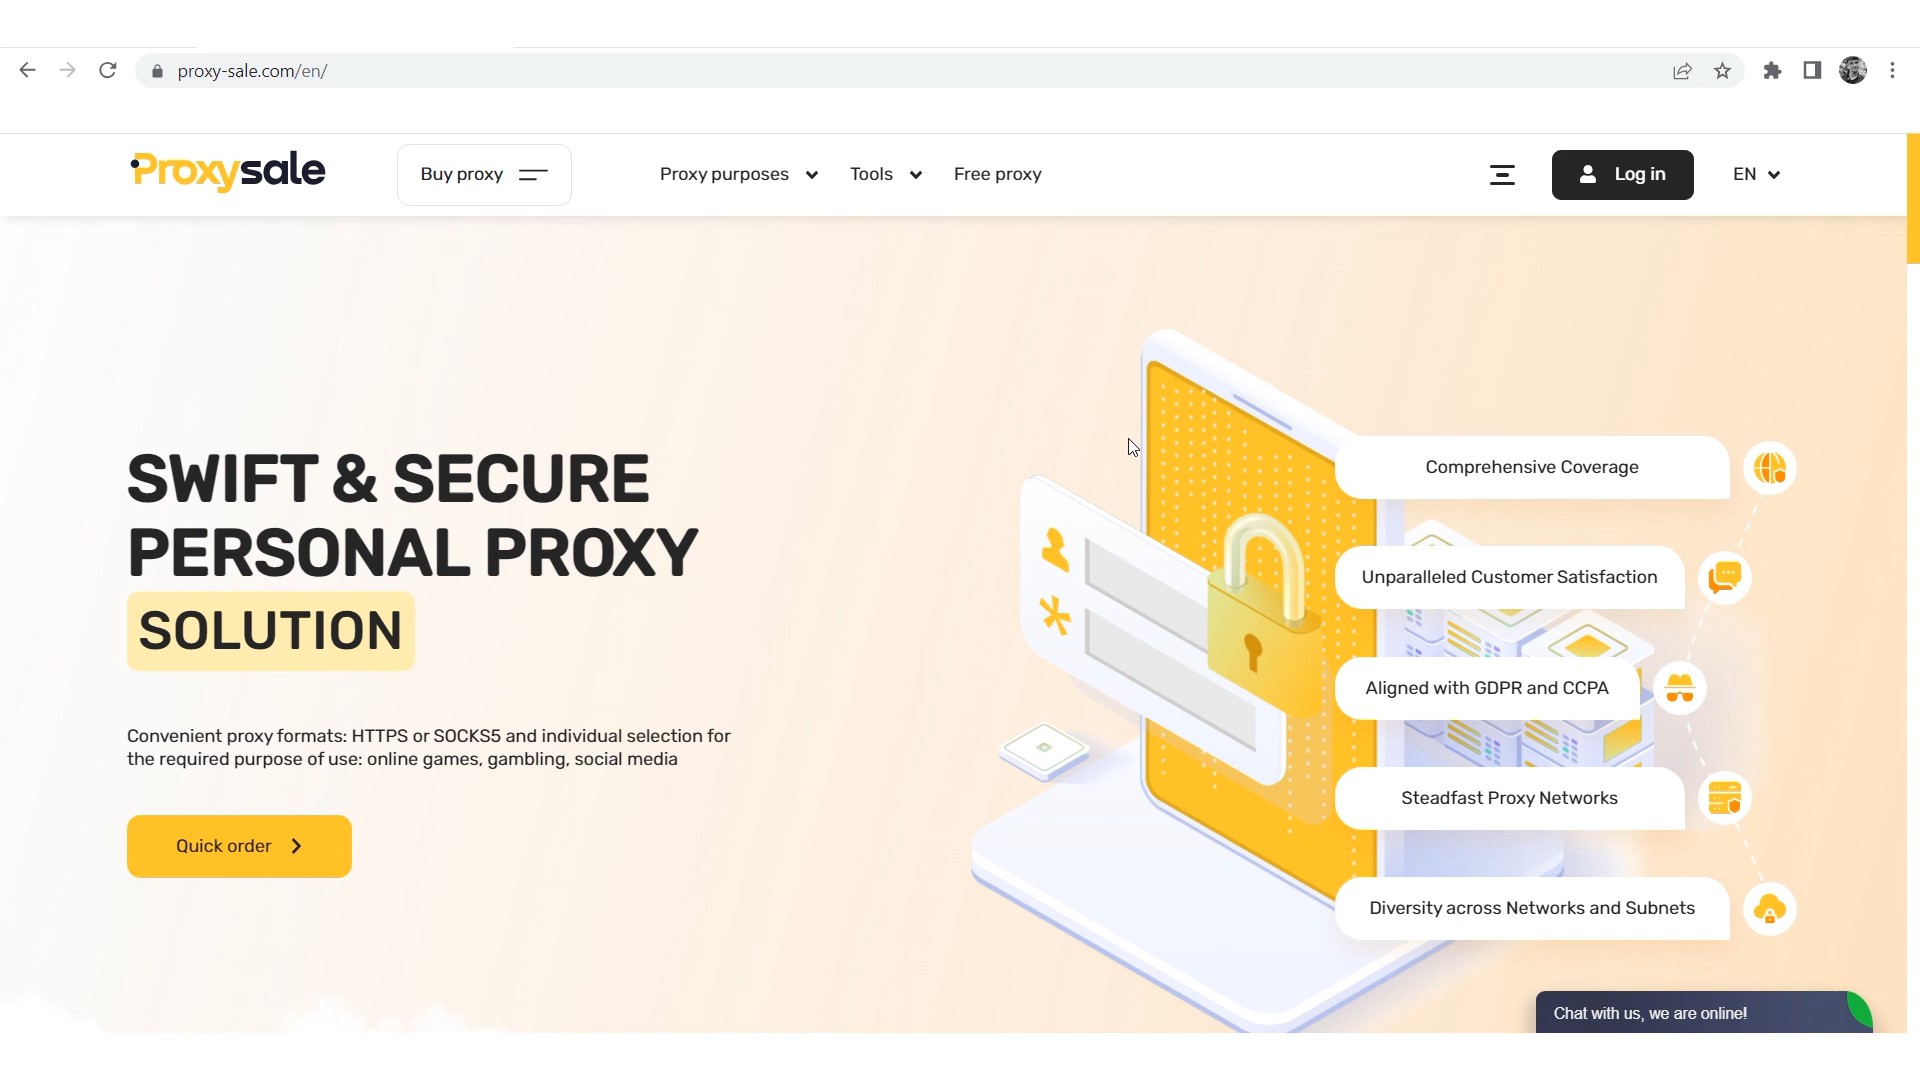 proxy-sale.com/en/
Proxysale
Buy proxy
Proxy purposes
Tools
Free proxy
Log in
EN
SWIFT & SECURE
PERSONAL PROXY
SOLUTION
Convenient proxy formats: HTTPS or SOCKS5 and individual selection for
the required purpose of use: online games, gambling, social media
Quick order
Comprehensive Coverage
Unparalleled Customer Satisfaction
Aligned with GDPR and CCPA
Steadfast Proxy Networks
Diversity across Networks and Subnets
Chat with us, we are online!